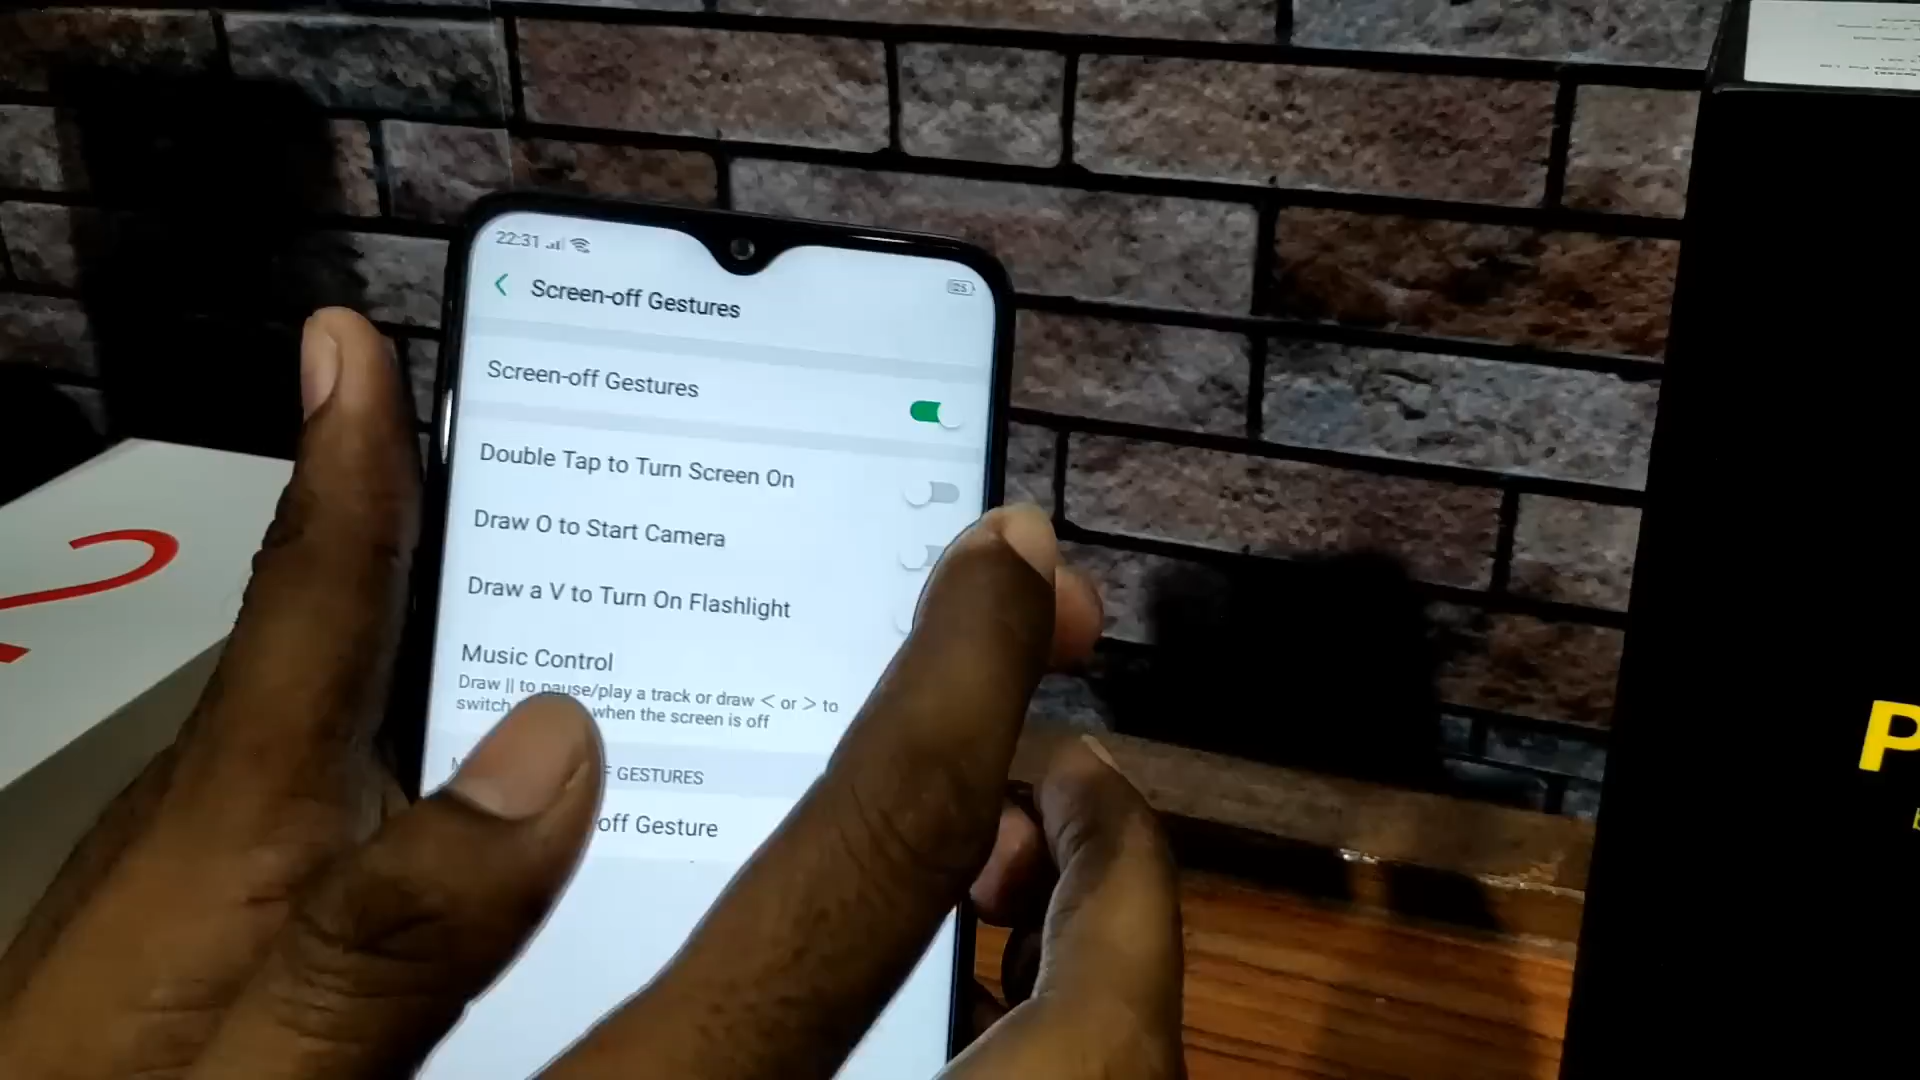 22:31
25
Screen-off Gestures
Screen-off Gestures
Double Tap to Turn Screen On
Draw O to Start Camera
Draw a V to Turn On Flashlight
Music Control
Draw || to pause/play a track or draw < or > to
switch when the screen is off
GESTURES
off Gesture
2
P